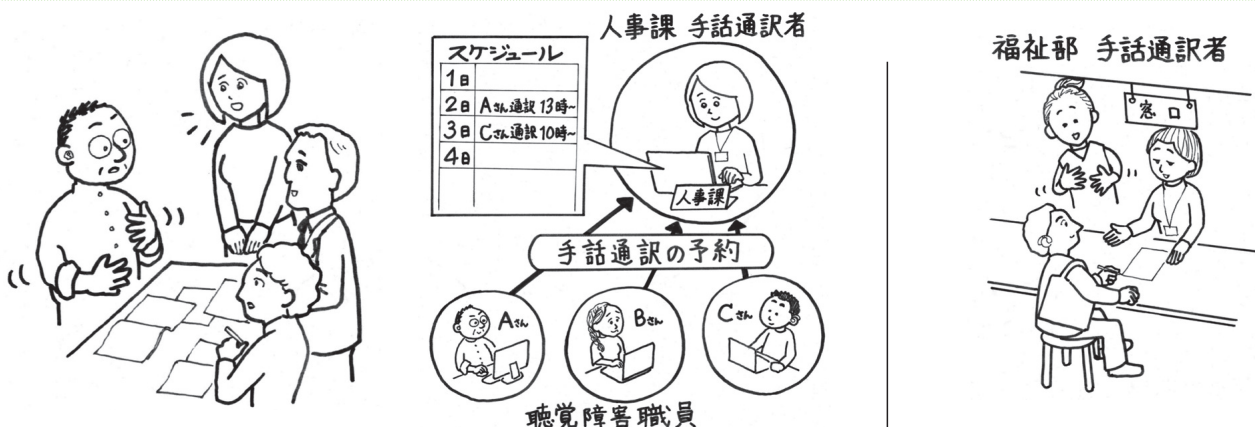 人事課 手話通訳者
スケジュール
1日
2日 Aさん通訳 13時~
3日 Cさん通訳 10時~
4日
人事課
手話通訳の予約
Aさん
Bさん
Cさん
聴覚障害職員
福祉部 手話通訳者
窓口